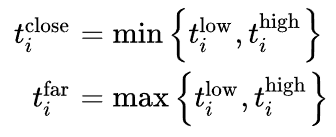 t_i^close = min { t_i^low , t_i^high }
t_i^far = max { t_i^low , t_i^high }